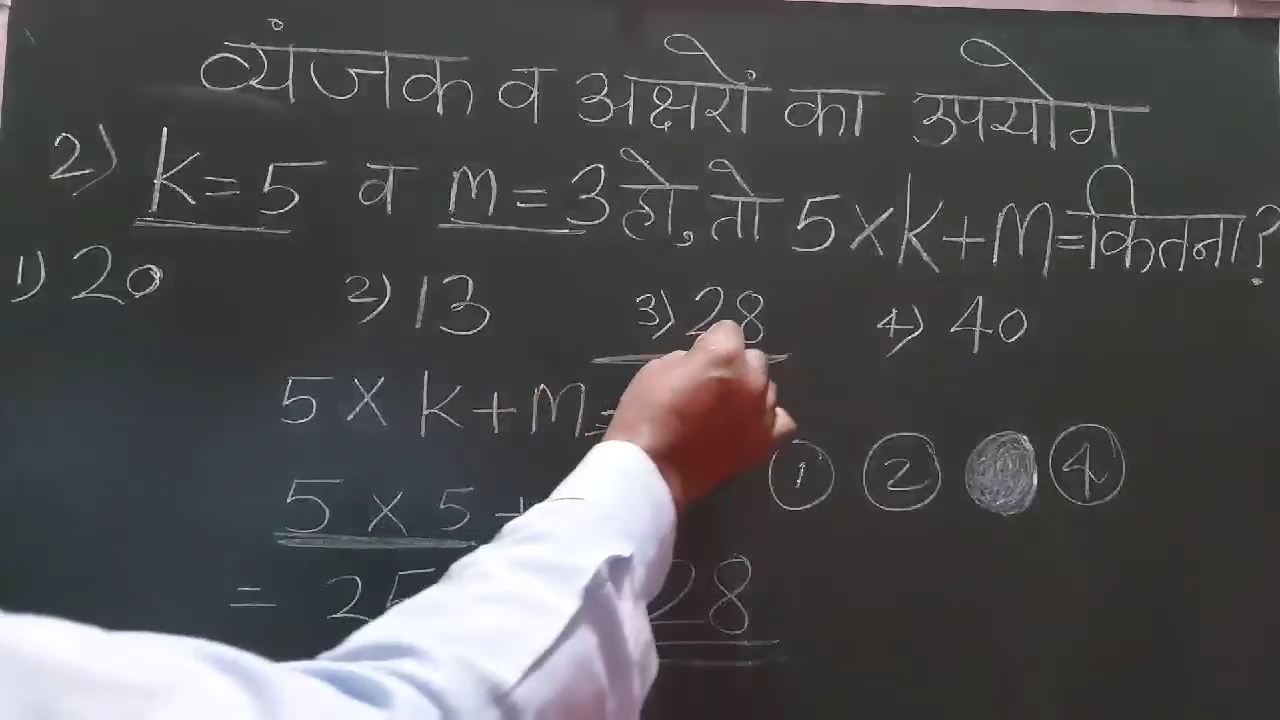 व्यंजक व अक्षरों का उपयोग
2) K=5 व M=3 हो, तो 5×K+M=कितना?
1) 20 2) 13 3) 28 4) 40
5 × K+M=
① ② ④
5 × 5 +
= 25 28